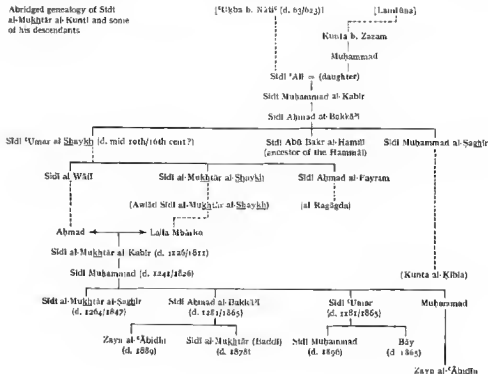 Abridged genealogy of Sīdī
al-Mukhtār al-Kuntī and some
of his descendants
[ʿUḳba b. Nāfiʿ (d. 63/623)]
[Lamtūna]
Kunta b. Zazam
Muḥammad
Sīdī ʿAlī = (daughter)
Sīdī Muḥammad al-Kabīr
Sīdī Aḥmad al-Bakkāʾī
Sīdī ʿUmar al-Shaykh (d. mid 10th/16th cent?)
Sīdī Abū Bakr al-Hamīl
(ancestor of the Hammāl)
Sīdī Muḥammad al-Ṣaghīr
Sīdī al-Wāfī
Sīdī al-Mukhtār al-Shaykh
Sīdī Aḥmad al-Fayram
(Awlād Sīdī al-Mukhtār al-Shaykh)
(al Ragāgda)
Aḥmad
Lalla Mbārka
Sīdī al-Mukhtār al-Kabīr (d. 1226/1811)
Sīdī Muḥammad (d. 1241/1826)
(Kunta al-Ḳibla)
Sīdī al-Mukhtār al-Ṣaghīr
(d. 1264/1847)
Sīdī Aḥmad al-Bakkāʾī
(d. 1281/1865)
Sīdī ʿUmar
(d. 1281/1865)
Muḥammad
Zayn al-ʿĀbidīn
(d. 1889)
Sīdī al-Mukhtār (Baddī)
(d. 1878)
Sīdī Muḥammad
(d. 1896)
Bāy
(d. 1865)
Zayn al-ʿĀbidīn